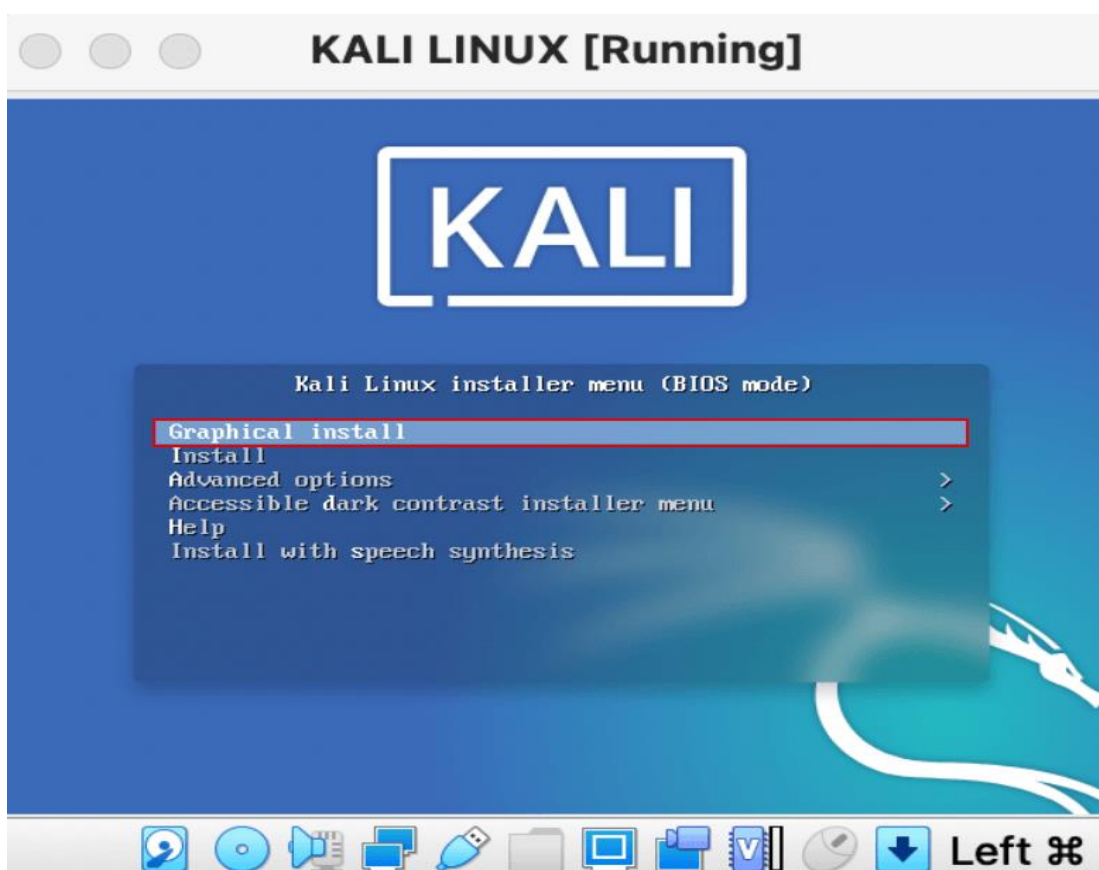 KALI LINUX [Running]
KALI
Kali Linux installer menu (BIOS mode)
Graphical install
Install
Advanced options >
Accessible dark contrast installer menu >
Help
Install with speech synthesis
V
Left ⌘